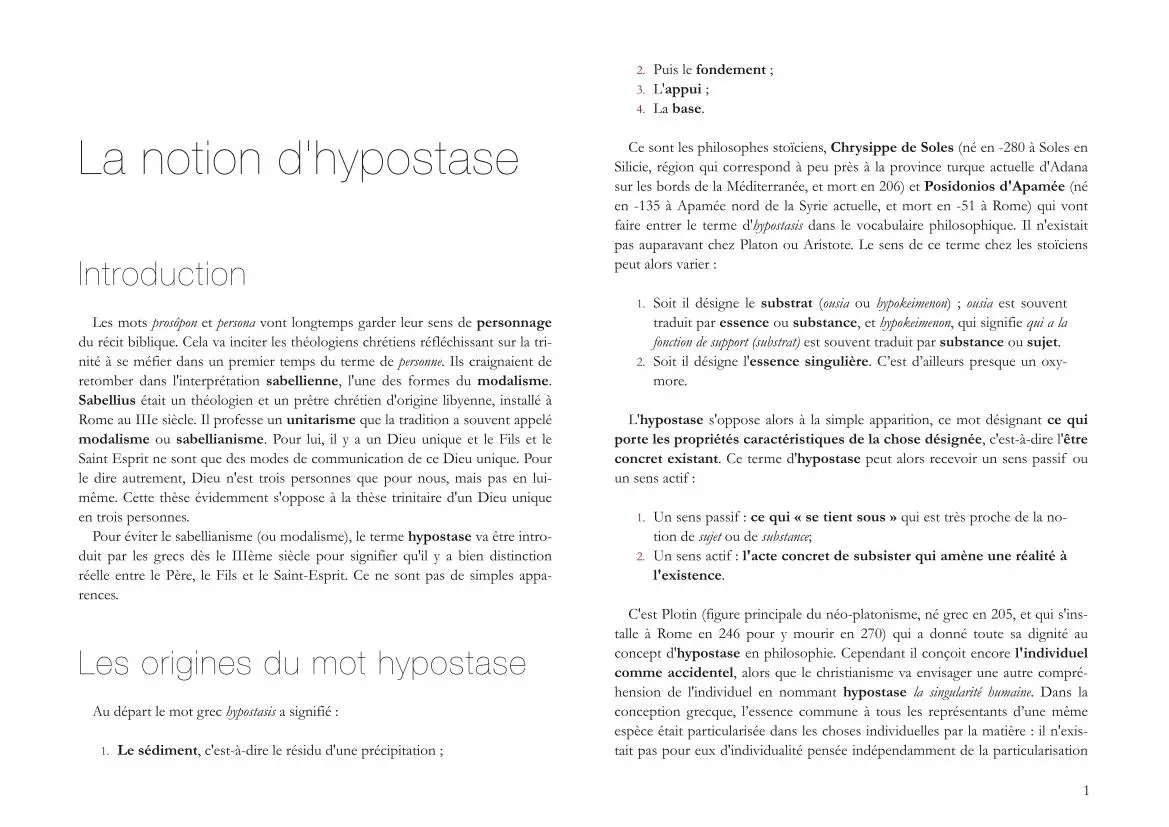 La notion d'hypostase
Introduction
Les mots prosôpon et persona vont longtemps garder leur sens de personnage
du récit biblique. Cela va inciter les théologiens chrétiens réfléchissant sur la tri-
nité à se méfier dans un premier temps du terme de personne. Ils craignaient de
retomber dans l'interprétation sabellienne, l'une des formes du modalisme.
Sabellius était un théologien et un prêtre chrétien d'origine libyenne, installé à
Rome au IIIe siècle. Il professe un unitarisme que la tradition a souvent appelé
modalisme ou sabellianisme. Pour lui, il y a un Dieu unique et le Fils et le
Saint Esprit ne sont que des modes de communication de ce Dieu unique. Pour
le dire autrement, Dieu n'est trois personnes que pour nous, mais pas en lui-
même. Cette thèse évidemment s'oppose à la thèse trinitaire d'un Dieu unique
en trois personnes.
Pour éviter le sabellianisme (ou modalisme), le terme hypostase va être intro-
duit par les grecs dès le IIIème siècle pour signifier qu'il y a bien distinction
réelle entre le Père, le Fils et le Saint-Esprit. Ce ne sont pas de simples appa-
rences.
Les origines du mot hypostase
Au départ le mot grec hypostasis a signifié :
1. Le sédiment, c'est-à-dire le résidu d'une précipitation ;
2. Puis le fondement ;
3. L'appui ;
4. La base.
Ce sont les philosophes stoïciens, Chrysippe de Soles (né en -280 à Soles en
Silicie, région qui correspond à peu près à la province turque actuelle d'Adana
sur les bords de la Méditerranée, et mort en 206) et Posidonios d'Apamée (né
en -135 à Apamée nord de la Syrie actuelle, et mort en -51 à Rome) qui vont
faire entrer le terme d'hypostasis dans le vocabulaire philosophique. Il n'existait
pas auparavant chez Platon ou Aristote. Le sens de ce terme chez les stoïciens
peut alors varier :
1. Soit il désigne le substrat (ousia ou hypokeimenon) ; ousia est souvent
traduit par essence ou substance, et hypokeimenon, qui signifie qui a la
fonction de support (substrat) est souvent traduit par substance ou sujet.
2. Soit il désigne l'essence singulière. C’est d’ailleurs presque un oxy-
more.
L'hypostase s'oppose alors à la simple apparition, ce mot désignant ce qui
porte les propriétés caractéristiques de la chose désignée, c'est-à-dire l'être
concret existant. Ce terme d'hypostase peut alors recevoir un sens passif ou
un sens actif :
1. Un sens passif : ce qui « se tient sous » qui est très proche de la no-
tion de sujet ou de substance;
2. Un sens actif : l'acte concret de subsister qui amène une réalité à
l'existence.
C'est Plotin (figure principale du néo-platonisme, né grec en 205, et qui s'ins-
talle à Rome en 246 pour y mourir en 270) qui a donné toute sa dignité au
concept d'hypostase en philosophie. Cependant il conçoit encore l'individuel
comme accidentel, alors que le christianisme va envisager une autre compré-
hension de l'individuel en nommant hypostase la singularité humaine. Dans la
conception grecque, l’essence commune à tous les représentants d’une même
espèce était particularisée dans les choses individuelles par la matière : il n'exis-
tait pas pour eux d'individualité pensée indépendamment de la particularisation
1